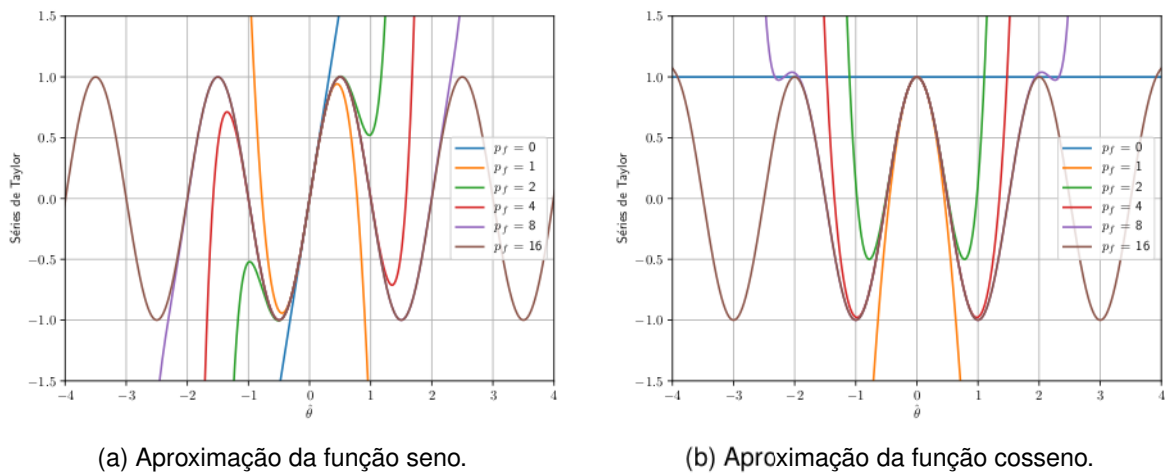 1.5
1.0
0.5
0.0
−0.5
−1.0
−1.5
Séries de Taylor
p_f = 0
p_f = 1
p_f = 2
p_f = 4
p_f = 8
p_f = 16
−4 −3 −2 −1 0 1 2 3 4
θ̂
(a) Aproximação da função seno.
1.5
1.0
0.5
0.0
−0.5
−1.0
−1.5
Séries de Taylor
p_f = 0
p_f = 1
p_f = 2
p_f = 4
p_f = 8
p_f = 16
−4 −3 −2 −1 0 1 2 3 4
θ̂
(b) Aproximação da função cosseno.